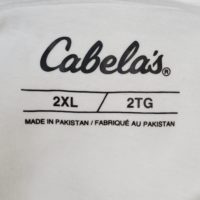 Cabela's®
2XL / 2TG
MADE IN PAKISTAN / FABRIQUÉ AU PAKISTAN